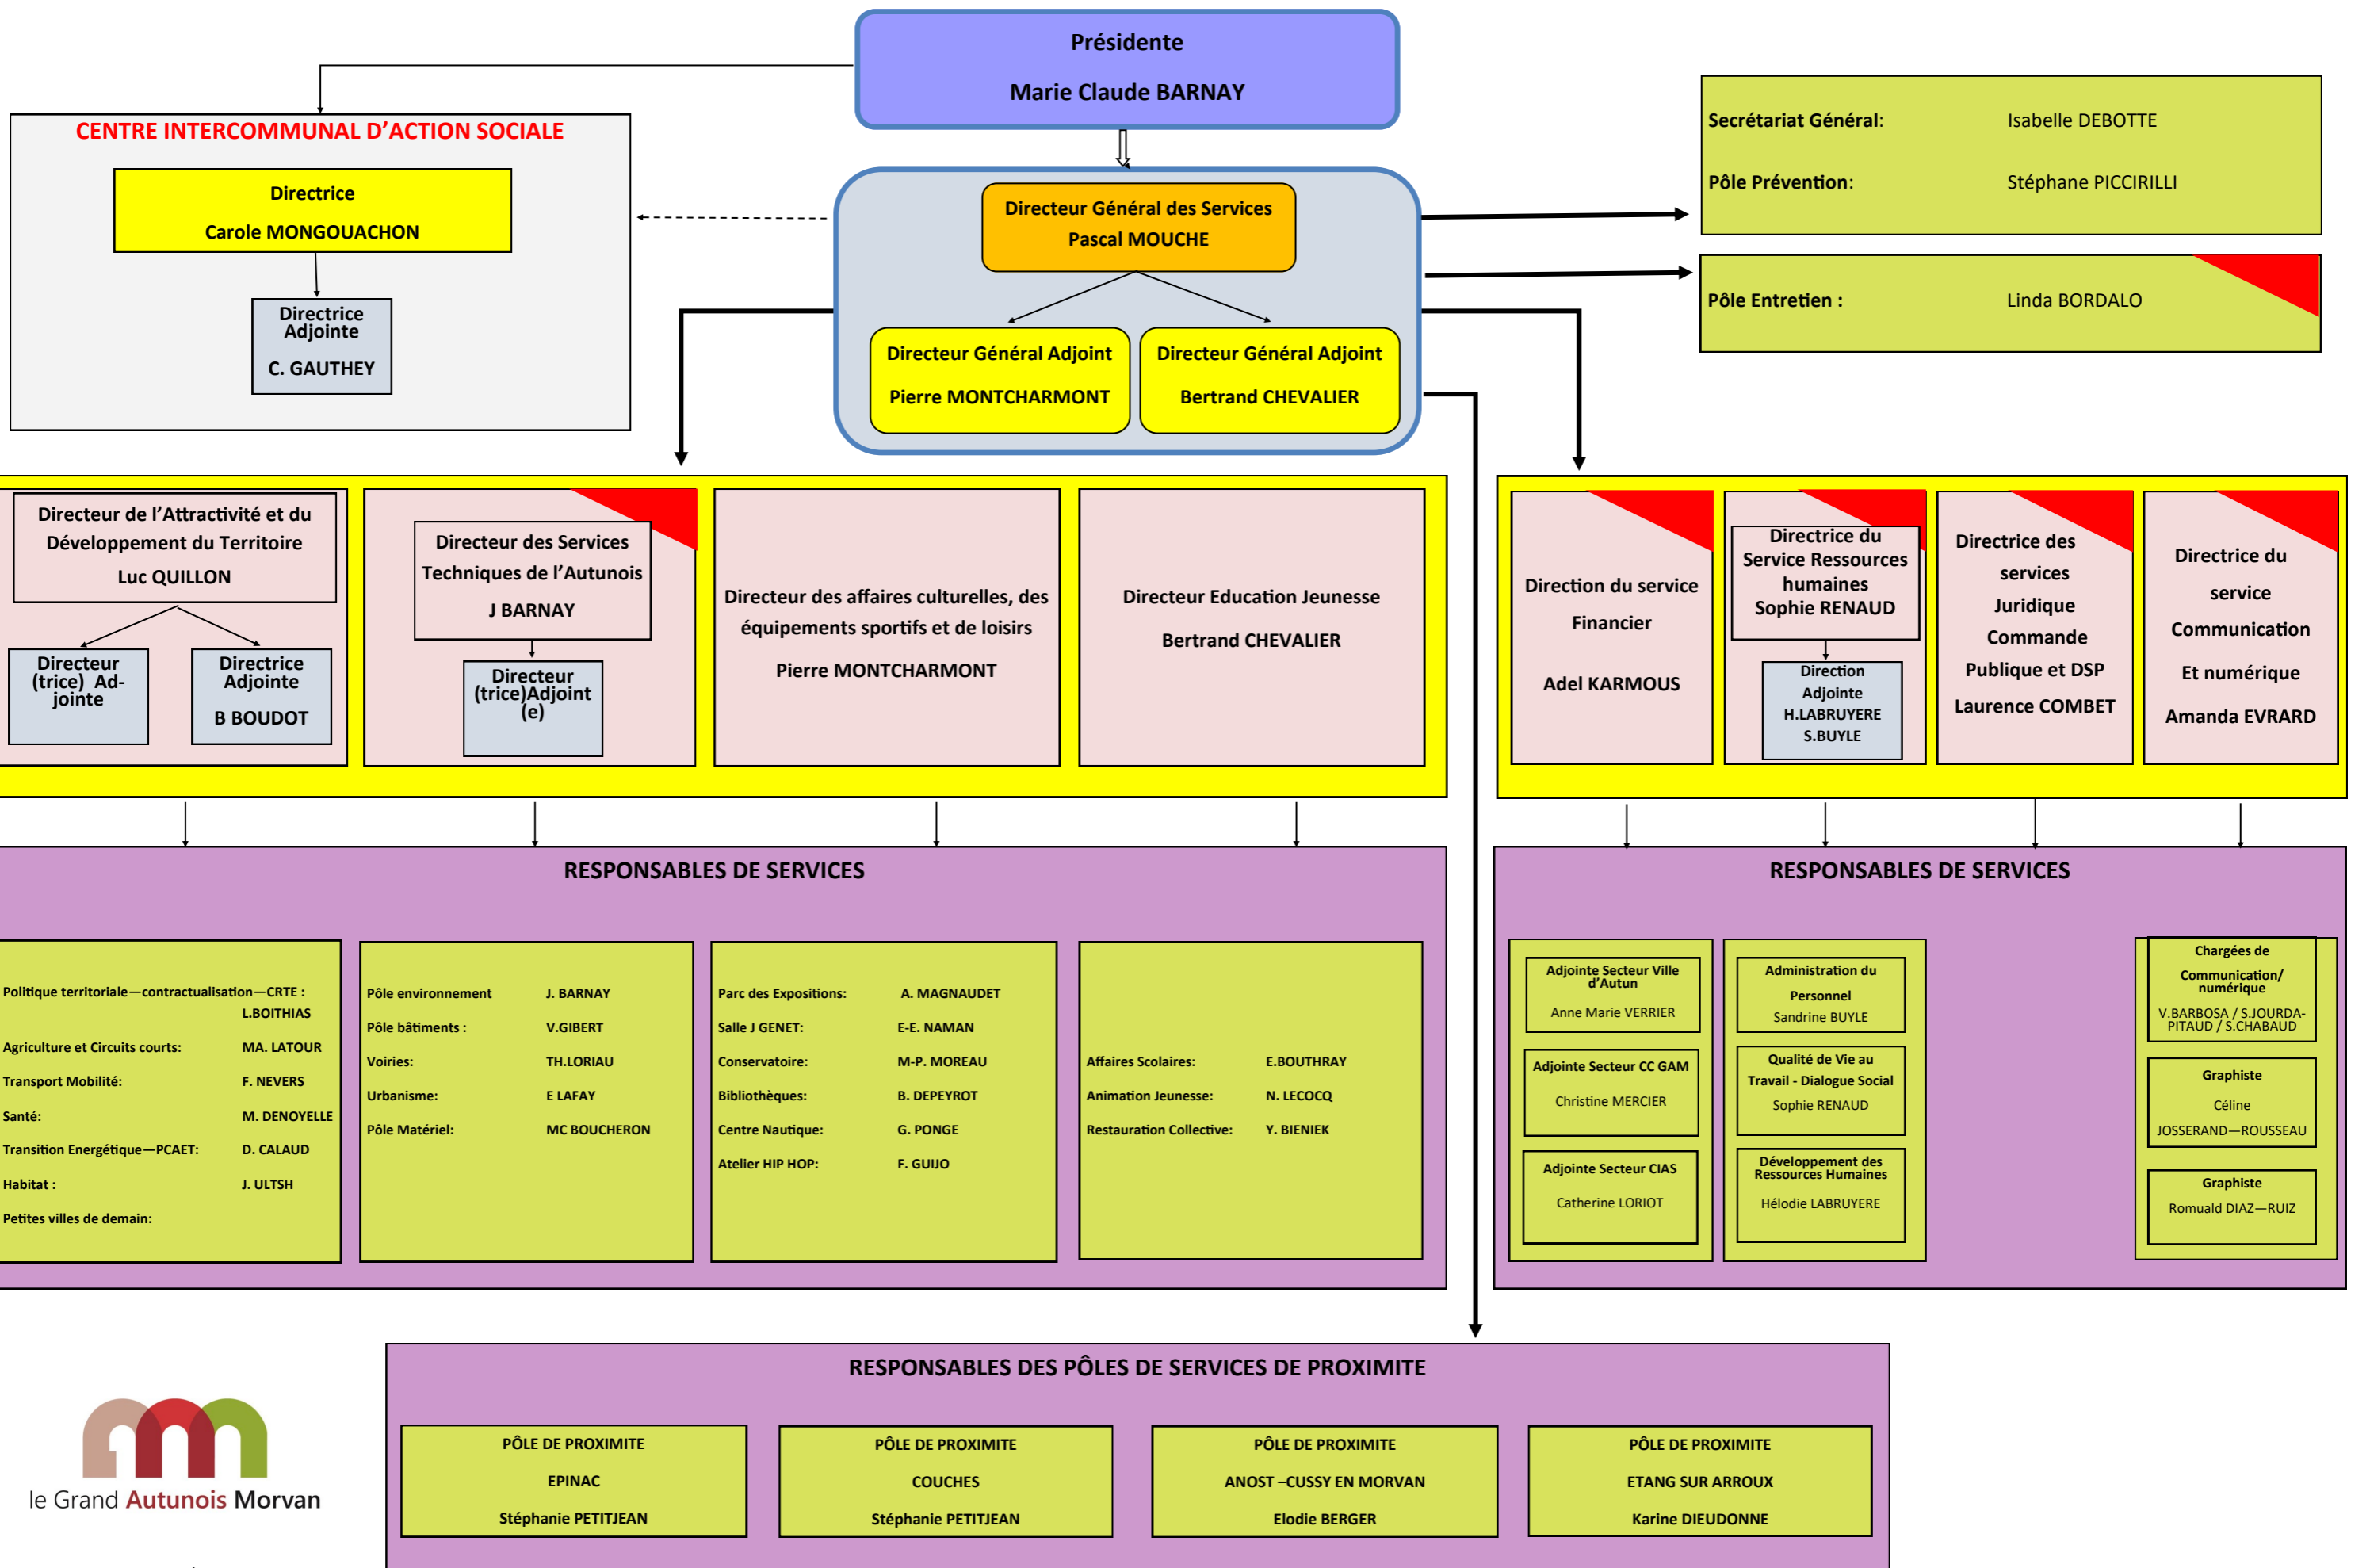 Présidente
Marie Claude BARNAY
CENTRE INTERCOMMUNAL D’ACTION SOCIALE
Directrice
Carole MONGOUACHON
Directrice
Adjointe
C. GAUTHEY
Directeur Général des Services
Pascal MOUCHE
Directeur Général Adjoint
Pierre MONTCHARMONT
Directeur Général Adjoint
Bertrand CHEVALIER
Secrétariat Général: Isabelle DEBOTTE
Pôle Prévention: Stéphane PICCIRILLI
Pôle Entretien : Linda BORDALO
Directeur de l’Attractivité et du
Développement du Territoire
Luc QUILLON
Directeur
(trice) Ad-
jointe
Directrice
Adjointe
B BOUDOT
Directeur des Services
Techniques de l’Autunois
J BARNAY
Directeur
(trice)Adjoint
(e)
Directeur des affaires culturelles, des
équipements sportifs et de loisirs
Pierre MONTCHARMONT
Directeur Education Jeunesse
Bertrand CHEVALIER
Direction du service
Financier
Adel KARMOUS
Directrice du
Service Ressources
humaines
Sophie RENAUD
Direction
Adjointe
H.LABRUYERE
S.BUYLE
Directrice des
services
Juridique
Commande
Publique et DSP
Laurence COMBET
Directrice du
service
Communication
Et numérique
Amanda EVRARD
RESPONSABLES DE SERVICES
Politique territoriale—contractualisation—CRTE :
L.BOITHIAS
Agriculture et Circuits courts: MA. LATOUR
Transport Mobilité: F. NEVERS
Santé: M. DENOYELLE
Transition Energétique—PCAET: D. CALAUD
Habitat : J. ULTSH
Petites villes de demain:
Pôle environnement J. BARNAY
Pôle bâtiments : V.GIBERT
Voiries: TH.LORIAU
Urbanisme: E LAFAY
Pôle Matériel: MC BOUCHERON
Parc des Expositions: A. MAGNAUDET
Salle J GENET: E-E. NAMAN
Conservatoire: M-P. MOREAU
Bibliothèques: B. DEPEYROT
Centre Nautique: G. PONGE
Atelier HIP HOP: F. GUIJO
Affaires Scolaires: E.BOUTHRAY
Animation Jeunesse: N. LECOCQ
Restauration Collective: Y. BIENIEK
RESPONSABLES DE SERVICES
Adjointe Secteur Ville
d’Autun
Anne Marie VERRIER
Adjointe Secteur CC GAM
Christine MERCIER
Adjointe Secteur CIAS
Catherine LORIOT
Administration du
Personnel
Sandrine BUYLE
Qualité de Vie au
Travail - Dialogue Social
Sophie RENAUD
Développement des
Ressources Humaines
Hélodie LABRUYERE
Chargées de
Communication/
numérique
V.BARBOSA / S.JOURDA-
PITAUD / S.CHABAUD
Graphiste
Céline
JOSSERAND—ROUSSEAU
Graphiste
Romuald DIAZ—RUIZ
RESPONSABLES DES PÔLES DE SERVICES DE PROXIMITE
PÔLE DE PROXIMITE
EPINAC
Stéphanie PETITJEAN
PÔLE DE PROXIMITE
COUCHES
Stéphanie PETITJEAN
PÔLE DE PROXIMITE
ANOST –CUSSY EN MORVAN
Elodie BERGER
PÔLE DE PROXIMITE
ETANG SUR ARROUX
Karine DIEUDONNE
le Grand Autunois Morvan